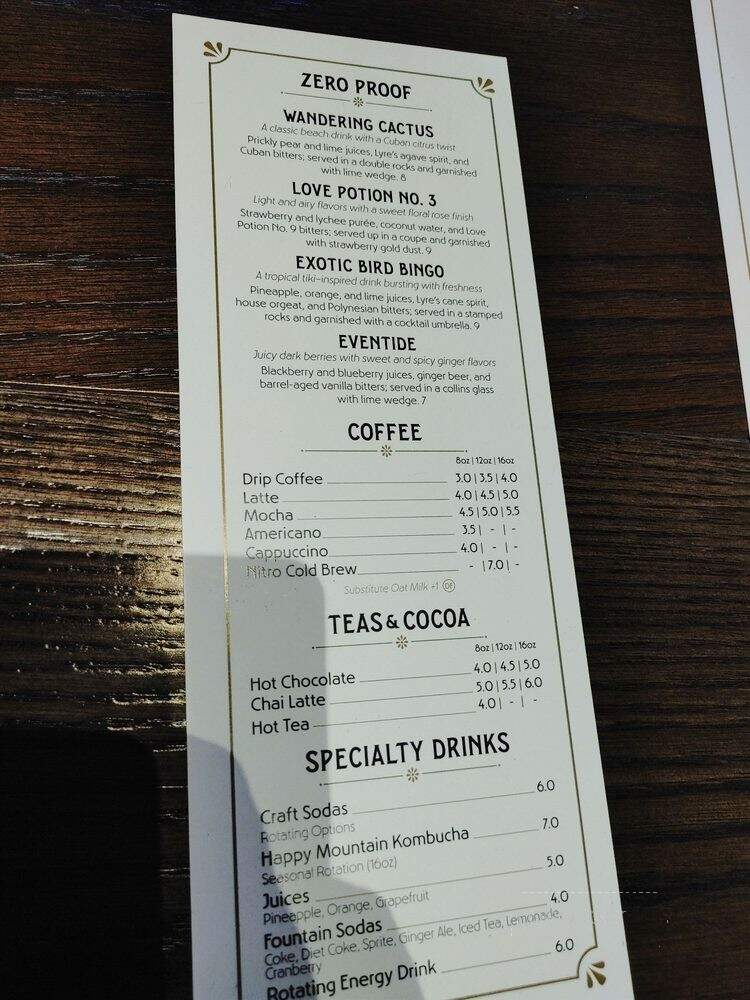 ZERO PROOF
WANDERING CACTUS
A classic beach drink with a Cuban citrus twist
Prickly pear and lime juices, Lyre's agave spirit, and
Cuban bitters; served in a double rocks and garnished
with lime wedge. 8
LOVE POTION NO. 3
Light and airy flavors with a sweet floral rose finish
Strawberry and lychee purée, coconut water, and Love
Potion No. 9 bitters; served up in a coupe and garnished
with strawberry gold dust. 9
EXOTIC BIRD BINGO
A tropical tiki-inspired drink bursting with freshness
Pineapple, orange, and lime juices, Lyre's cane spirit,
house orgeat, and Polynesian bitters; served in a stamped
rocks and garnished with a cocktail umbrella. 9
EVENTIDE
Juicy dark berries with sweet and spicy ginger flavors
Blackberry and blueberry juices, ginger beer, and
barrel-aged vanilla bitters; served in a collins glass
with lime wedge. 7
COFFEE
8oz | 12oz | 16oz
Drip Coffee 3.0 | 3.5 | 4.0
Latte 4.0 | 4.5 | 5.0
Mocha 4.5 | 5.0 | 5.5
Americano 3.5 | - | -
Cappuccino 4.0 | - | -
Nitro Cold Brew - | 7.0 | -
Substitute Oat Milk +1 DF
TEAS & COCOA
8oz | 12oz | 16oz
Hot Chocolate 4.0 | 4.5 | 5.0
Chai Latte 5.0 | 5.5 | 6.0
Hot Tea 4.0 | - | -
SPECIALTY DRINKS
Craft Sodas 6.0
Rotating Options
Happy Mountain Kombucha 7.0
Seasonal Rotation (16oz)
Juices 5.0
Pineapple, Orange, Grapefruit
Fountain Sodas 4.0
Coke, Diet Coke, Sprite, Ginger Ale, Iced Tea, Lemonade,
Cranberry
Rotating Energy Drink 6.0